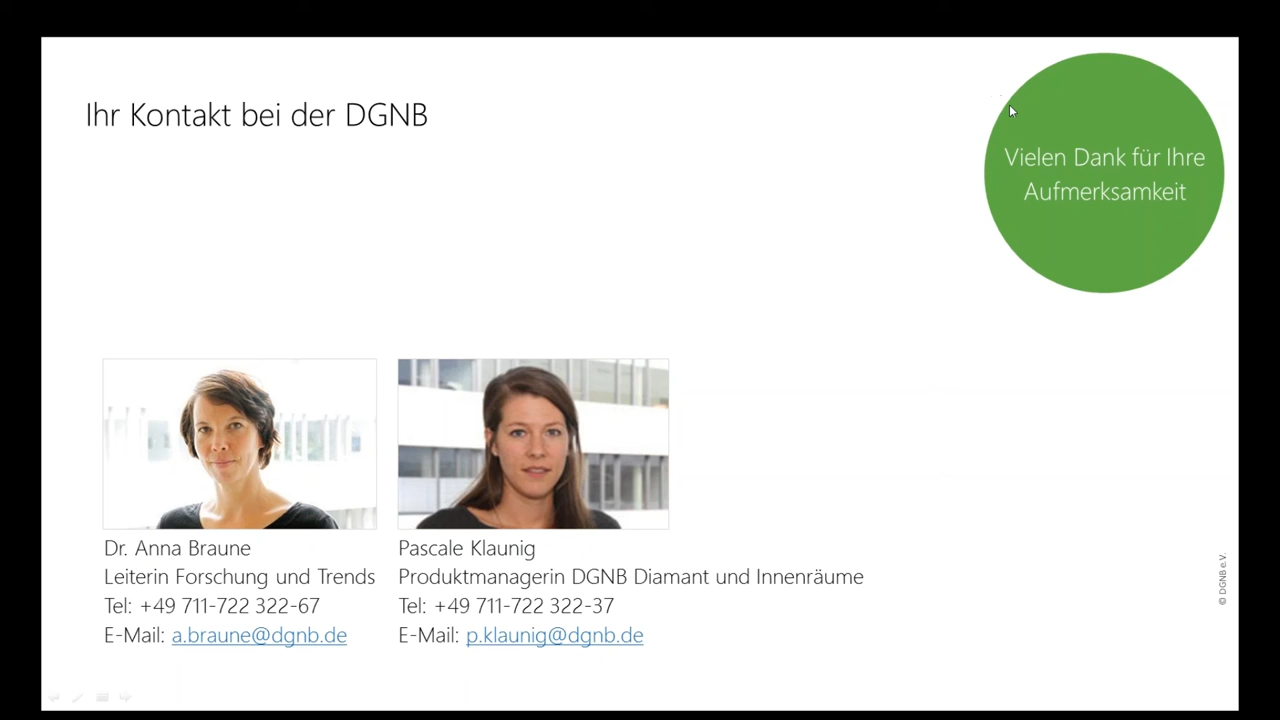 Ihr Kontakt bei der DGNB
Vielen Dank für Ihre
Aufmerksamkeit
Dr. Anna Braune
Leiterin Forschung und Trends
Tel: +49 711-722 322-67
E-Mail: a.braune@dgnb.de
Pascale Klaunig
Produktmanagerin DGNB Diamant und Innenräume
Tel: +49 711-722 322-37
E-Mail: p.klaunig@dgnb.de
© DGNB e.V.